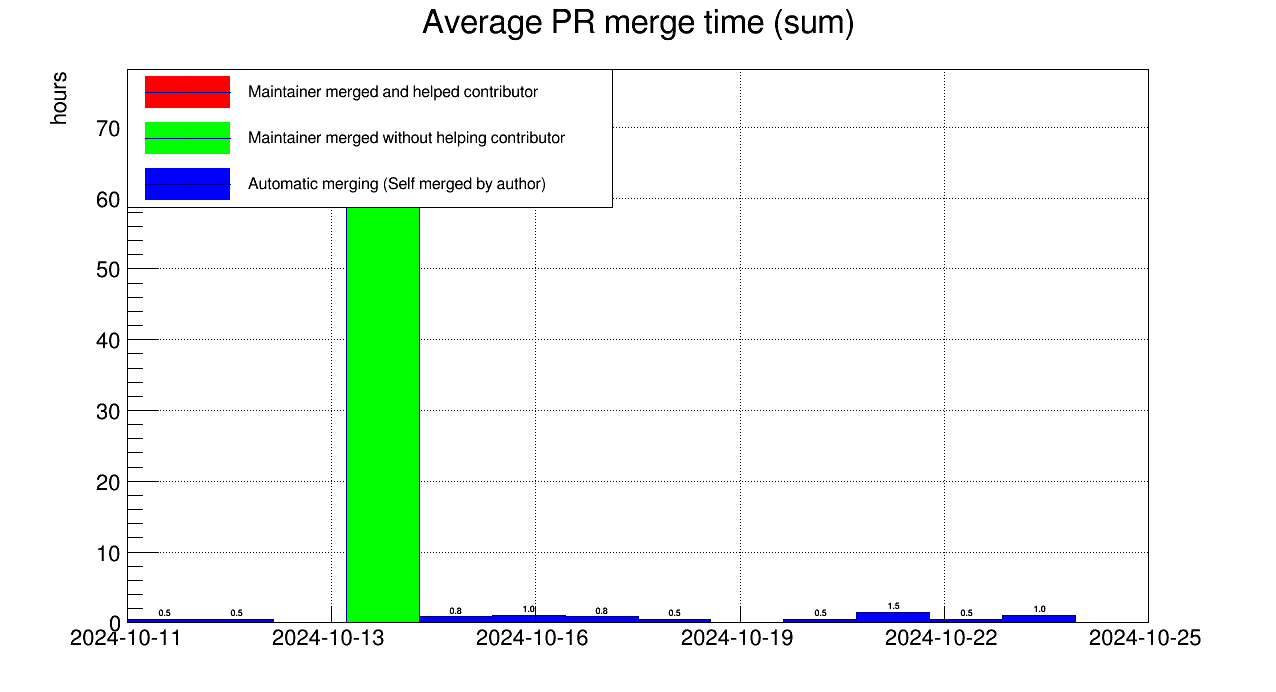 Average PR merge time (sum)
hours
Maintainer merged and helped contributor
Maintainer merged without helping contributor
Automatic merging (Self merged by author)
70
60
50
40
30
20
10
0
0.5 0.5 0.8 1.0 0.8 0.5 0.5 1.5 0.5 1.0
2024-10-11 2024-10-13 2024-10-16 2024-10-19 2024-10-22 2024-10-25